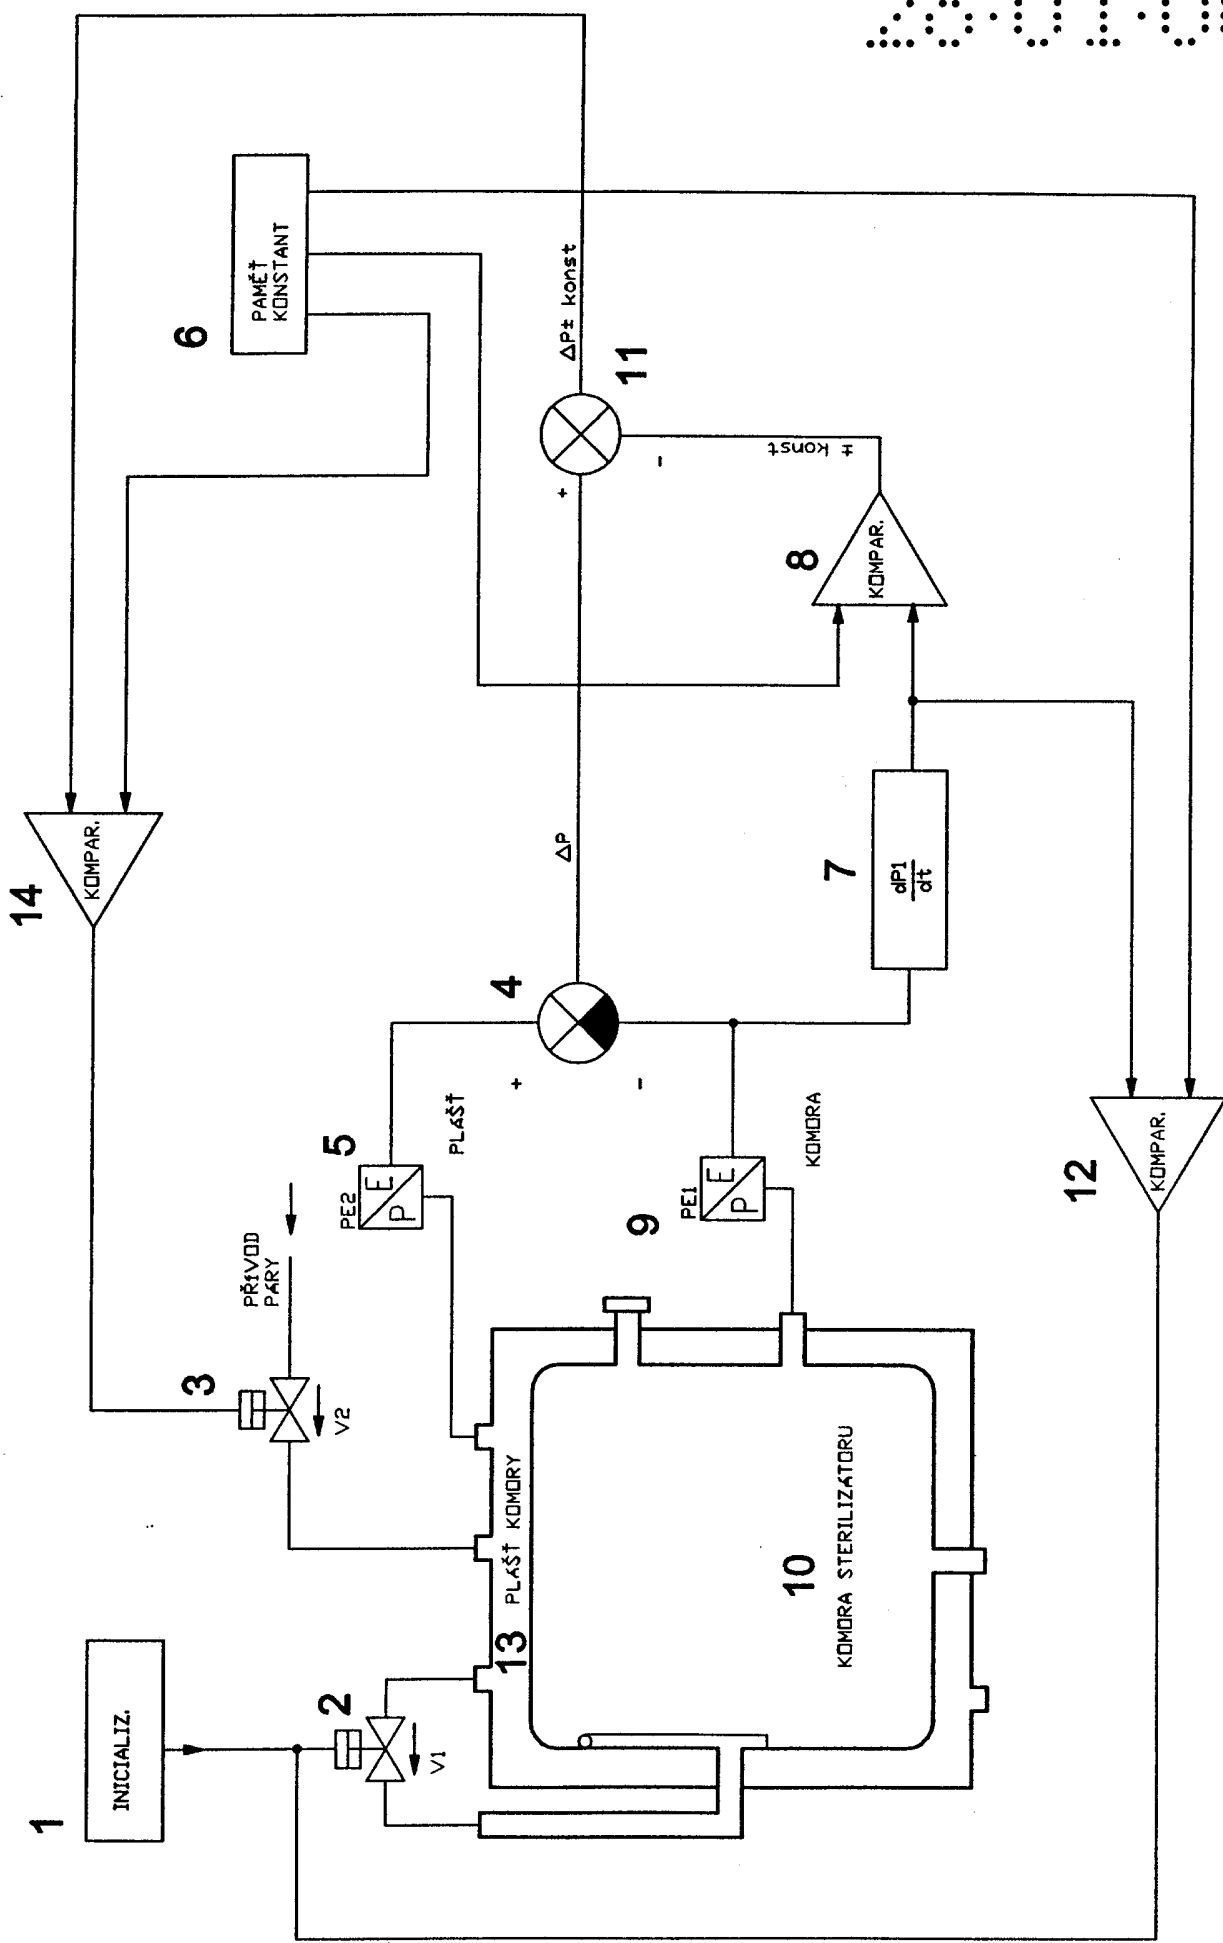 1
INICIALIZ.
2
V1
3
V2
PŘÍVOD
PÁRY
14
KOMPAR.
6
PAMĚŤ
KONSTANT
PE2
P
E
5
PLÁŠŤ
+
-
4
ΔP
+
-
11
ΔP± konst
± konst
8
KOMPAR.
7
dP1
dt
9
PE1
P
E
KOMORA
12
KOMPAR.
13
PLÁŠŤ KOMORY
10
KOMORA STERILIZÁTORU